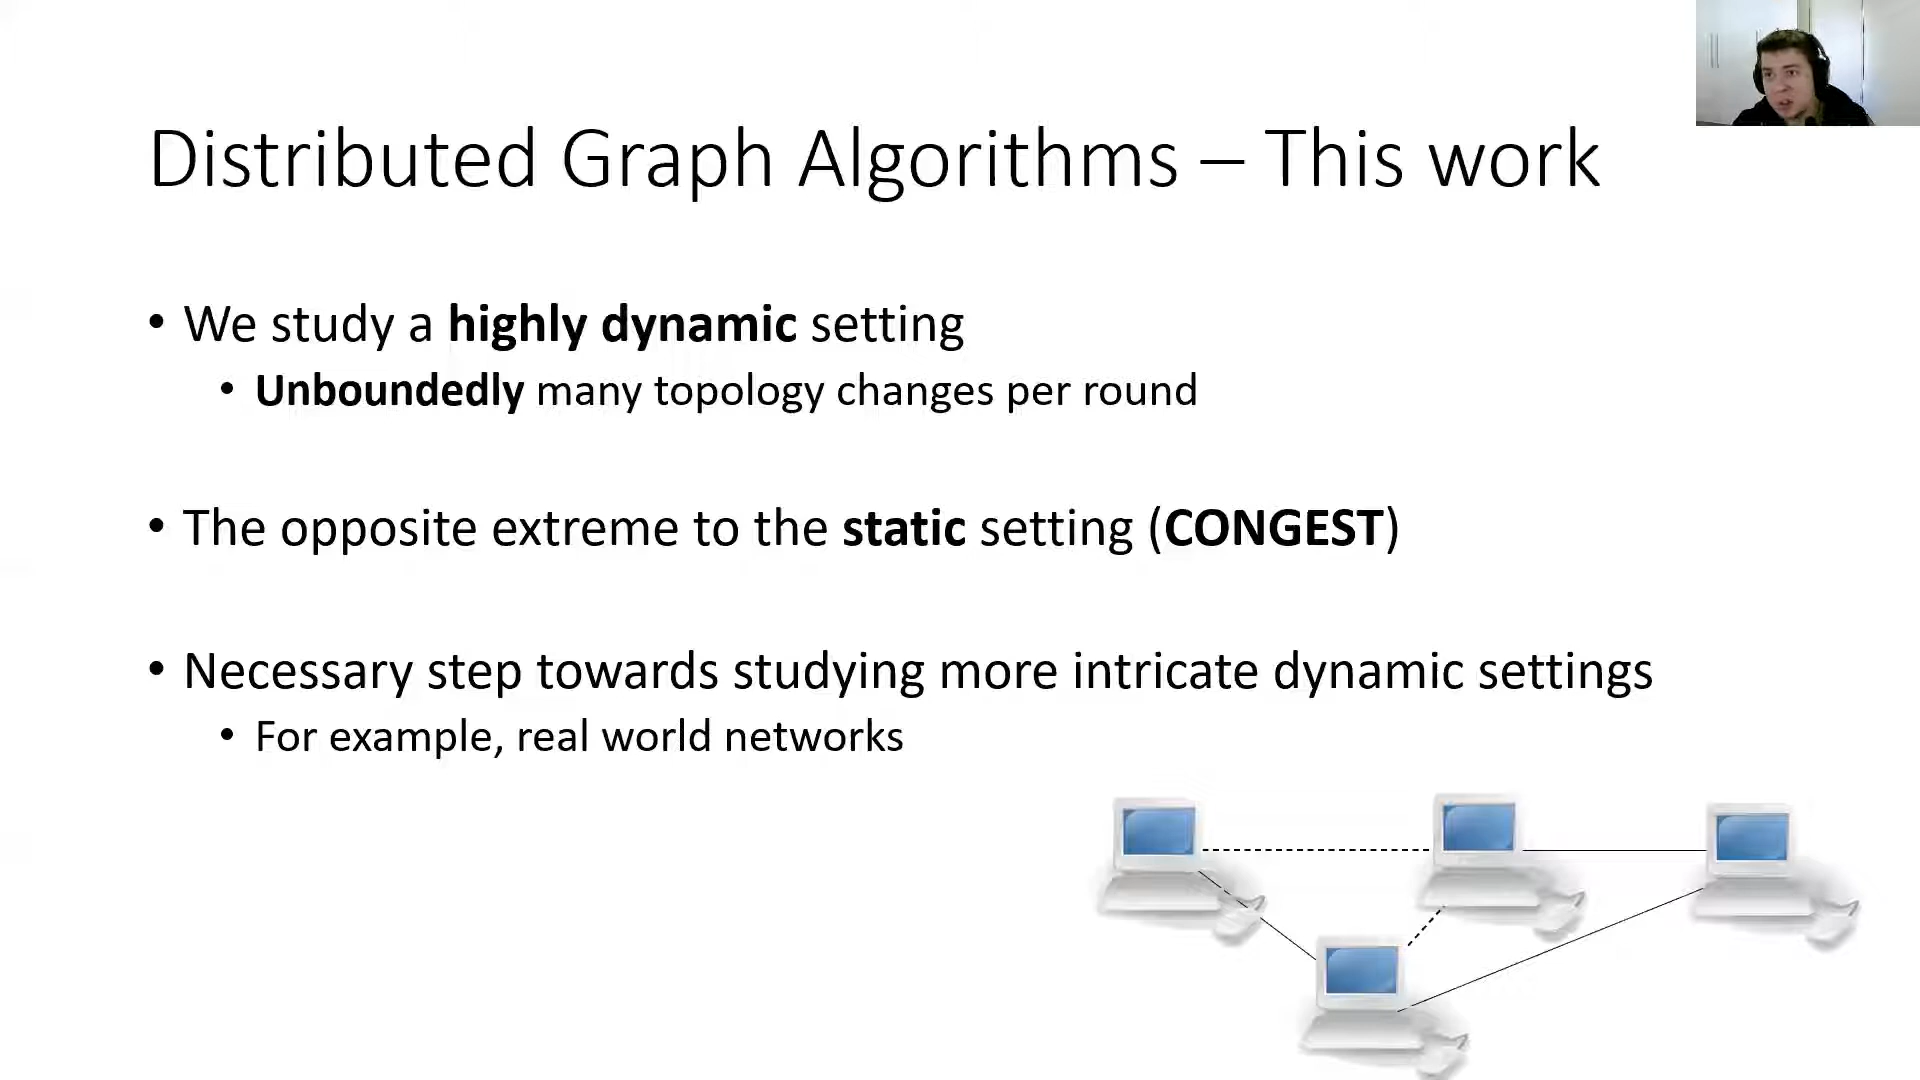 Distributed Graph Algorithms – This work
• We study a highly dynamic setting
• Unboundedly many topology changes per round
• The opposite extreme to the static setting (CONGEST)
• Necessary step towards studying more intricate dynamic settings
• For example, real world networks